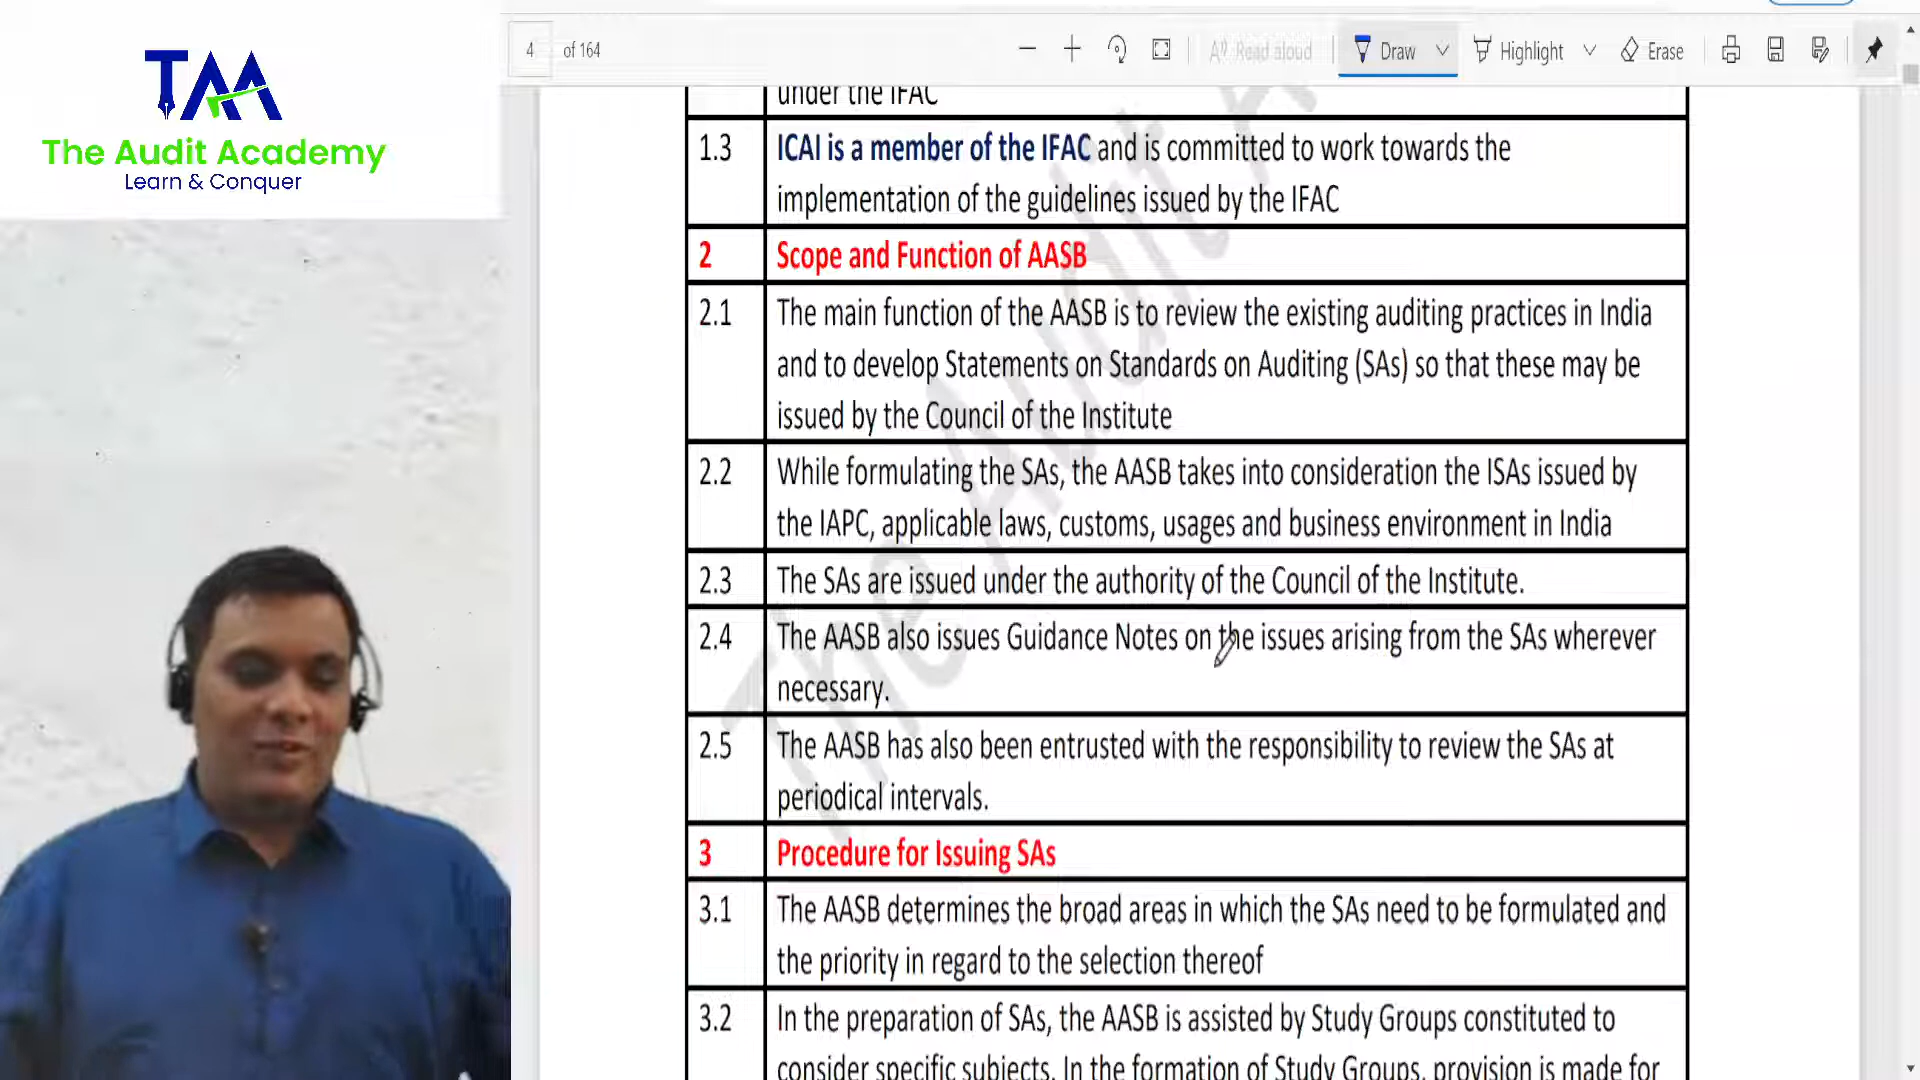 TAA
The Audit Academy
Learn & Conquer
4 of 164
Read aloud
Draw
Highlight
Erase
under the IFAC
1.3 ICAI is a member of the IFAC and is committed to work towards the
implementation of the guidelines issued by the IFAC
2 Scope and Function of AASB
2.1 The main function of the AASB is to review the existing auditing practices in India
and to develop Statements on Standards on Auditing (SAs) so that these may be
issued by the Council of the Institute
2.2 While formulating the SAs, the AASB takes into consideration the ISAs issued by
the IAPC, applicable laws, customs, usages and business environment in India
2.3 The SAs are issued under the authority of the Council of the Institute.
2.4 The AASB also issues Guidance Notes on the issues arising from the SAs wherever
necessary.
2.5 The AASB has also been entrusted with the responsibility to review the SAs at
periodical intervals.
3 Procedure for Issuing SAs
3.1 The AASB determines the broad areas in which the SAs need to be formulated and
the priority in regard to the selection thereof
3.2 In the preparation of SAs, the AASB is assisted by Study Groups constituted to
consider specific subjects. In the formation of Study Groups, provision is made for
The Audit A